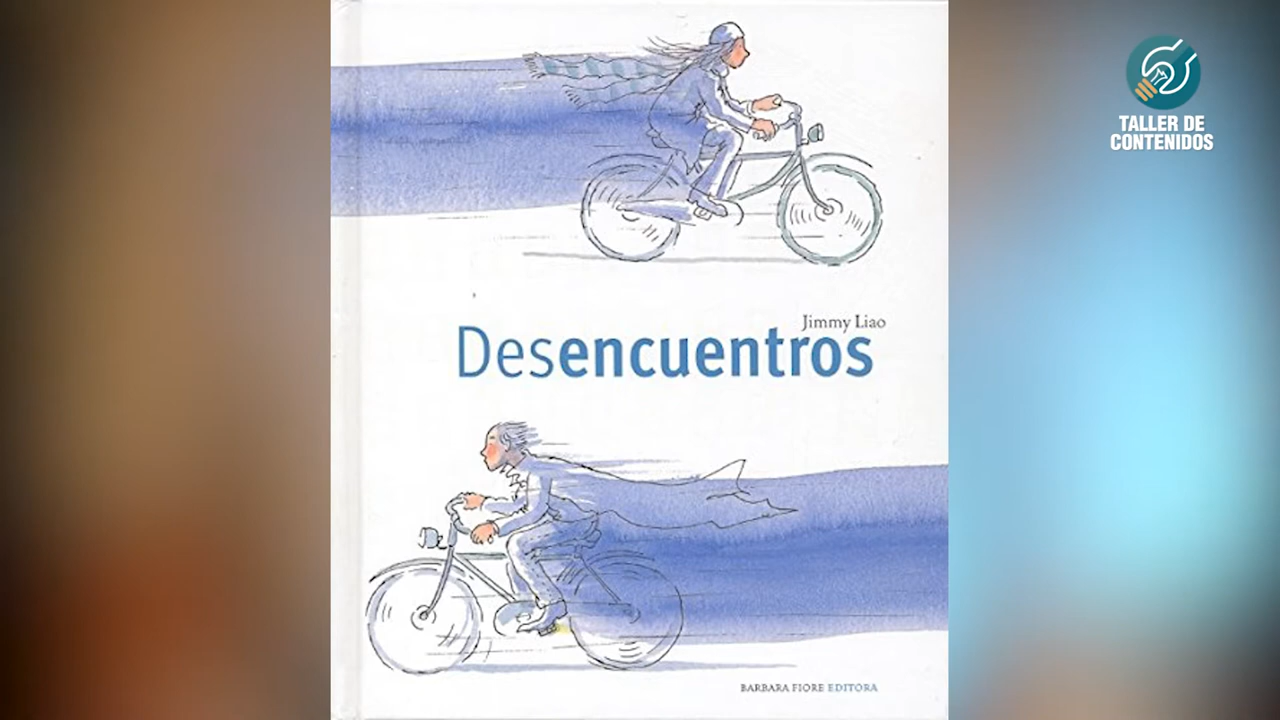 TALLER DE
CONTENIDOS
Jimmy Liao
Desencuentros
BARBARA FIORE EDITORA